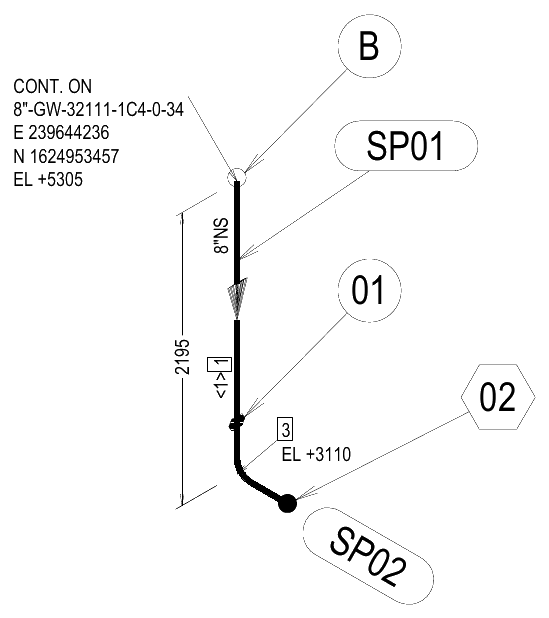 B
CONT. ON
8"-GW-32111-1C4-0-34
E 239644236
N 1624953457
EL +5305
SP01
8"NS
01
2195
<1> 1
02
3
EL +3110
SP02